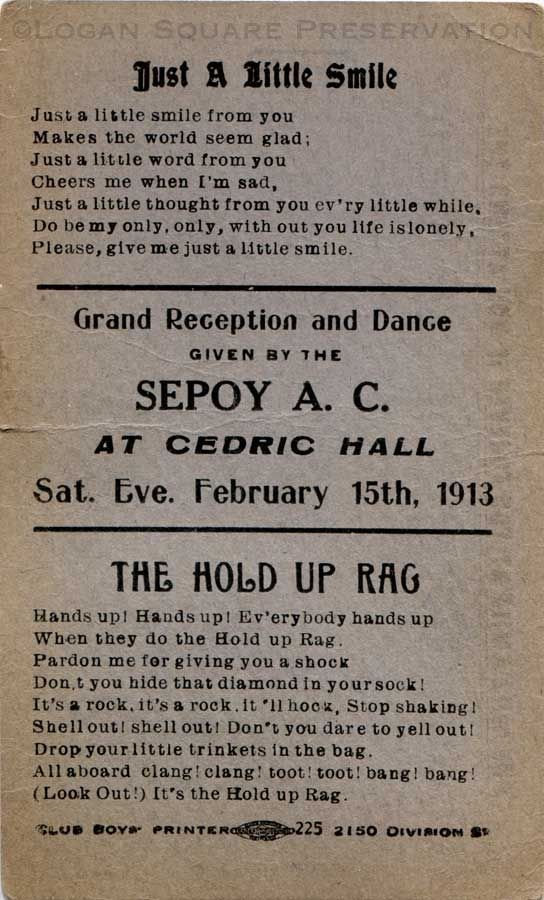 ©Logan Square Preservation
Just A Little Smile
Just a little smile from you
Makes the world seem glad;
Just a little word from you
Cheers me when I'm sad,
Just a little thought from you ev'ry little while,
Do be my only, only, with out you life islonely,
Please, give me just a little smile.
Grand Reception and Dance
GIVEN BY THE
SEPOY A. C.
AT CEDRIC HALL
Sat. Eve. February 15th, 1913
THE HOLD UP RAG
Hands up! Hands up! Ev'erybody hands up
When they do the Hold up Rag.
Pardon me for giving you a shock
Don,t you hide that diamond in your sock!
It's a rock, it's a rock, it 'll hock, Stop shaking!
Shell out! shell out! Don't you dare to yell out!
Drop your little trinkets in the bag.
All aboard clang! clang! toot! toot! bang! bang!
(Look Out!) It's the Hold up Rag.
CLUB BOYS' PRINTER 225 2150 DIVISION St